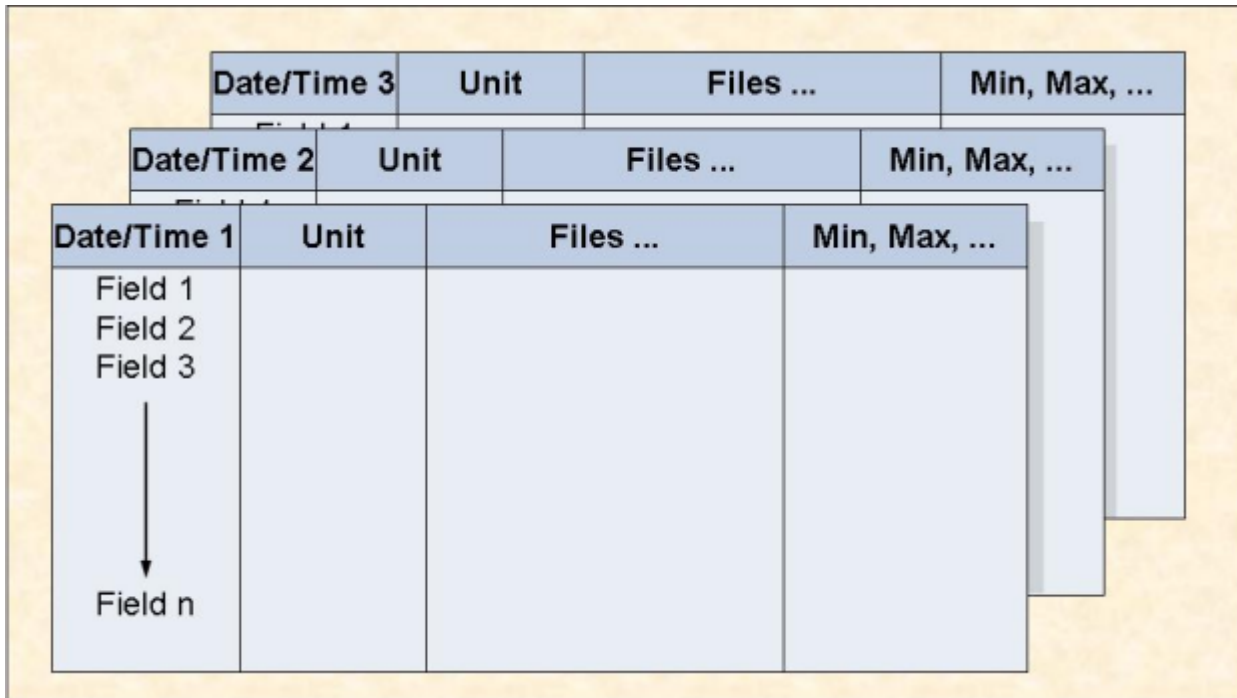 Date/Time 3 Unit Files ... Min, Max, ...
Date/Time 2 Unit Files ... Min, Max, ...
Date/Time 1 Unit Files ... Min, Max, ...
Field 1
Field 2
Field 3
Field n